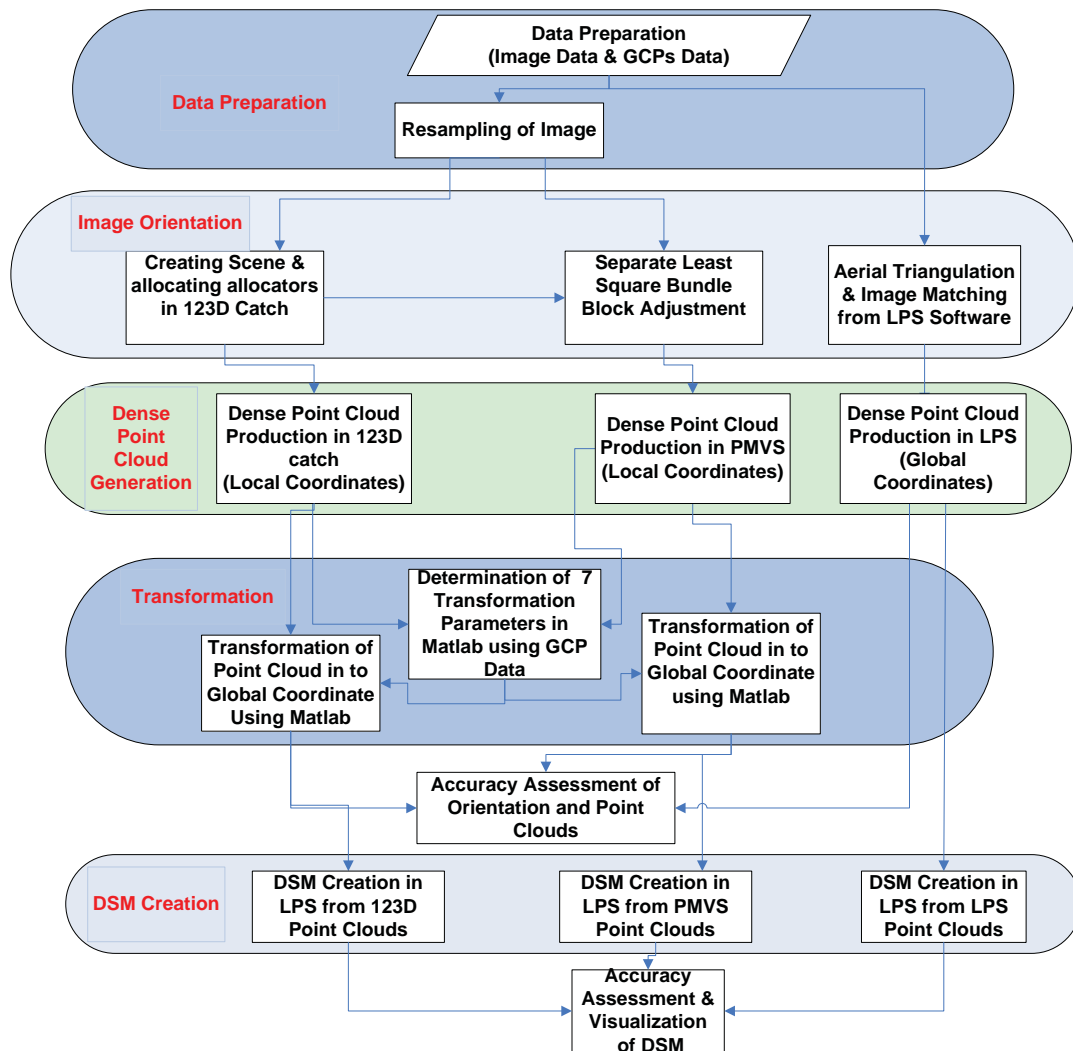 Data Preparation
(Image Data & GCPs Data)
Data Preparation
Resampling of Image
Image Orientation
Creating Scene &
allocating allocators
in 123D Catch
Separate Least
Square Bundle
Block Adjustment
Aerial Triangulation
& Image Matching
from LPS Software
Dense
Point
Cloud
Generation
Dense Point Cloud
Production in 123D
catch
(Local Coordinates)
Dense Point Cloud
Production in PMVS
(Local Coordinates)
Dense Point Cloud
Production in LPS
(Global
Coordinates)
Transformation
Determination of 7
Transformation
Parameters in
Matlab using GCP
Data
Transformation of
Point Cloud in to
Global Coordinate
Using Matlab
Transformation of
Point Cloud in to
Global Coordinate
using Matlab
Accuracy Assessment of
Orientation and Point
Clouds
DSM Creation
DSM Creation in
LPS from 123D
Point Clouds
DSM Creation in
LPS from PMVS
Point Clouds
DSM Creation in
LPS from LPS
Point Clouds
Accuracy
Assessment &
Visualization
of DSM